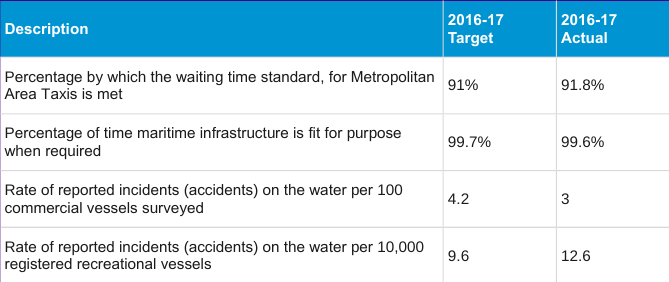 Description
2016-17
Target
2016-17
Actual
Percentage by which the waiting time standard, for Metropolitan
Area Taxis is met
91%
91.8%
Percentage of time maritime infrastructure is fit for purpose
when required
99.7%
99.6%
Rate of reported incidents (accidents) on the water per 100
commercial vessels surveyed
4.2
3
Rate of reported incidents (accidents) on the water per 10,000
registered recreational vessels
9.6
12.6